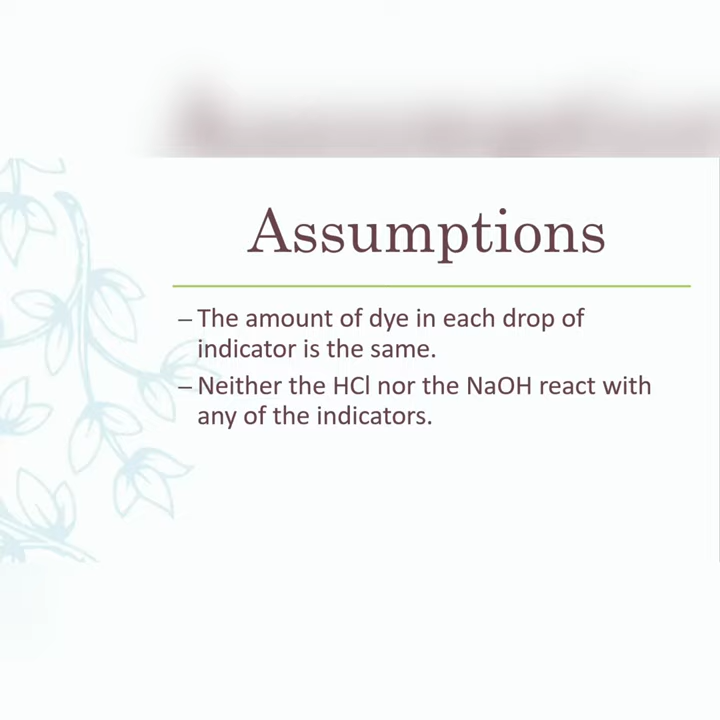 Assumptions
– The amount of dye in each drop of
indicator is the same.
– Neither the HCl nor the NaOH react with
any of the indicators.